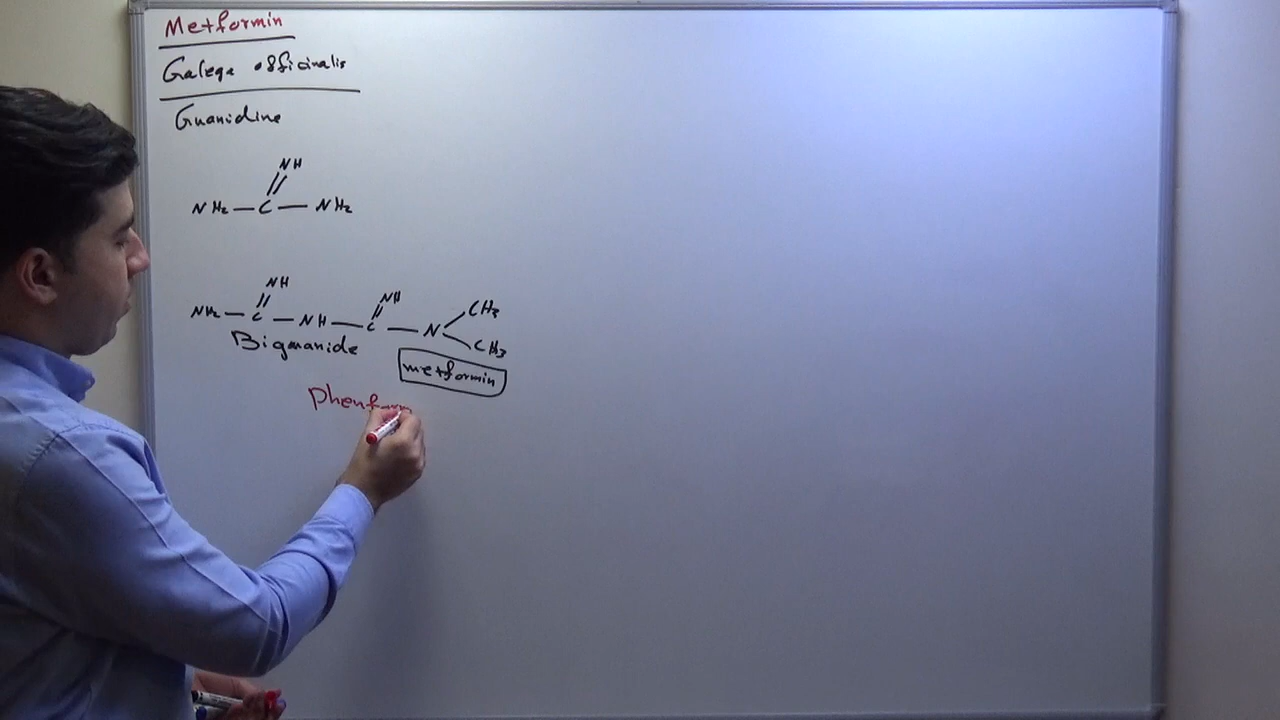 Metformin
Galega officinalis
Guanidine
NH
NH₂ — C — NH₂
NH
NH
CH₃
NH₂ — C — NH — C — N
CH₃
Biguanide
metformin
Phenform